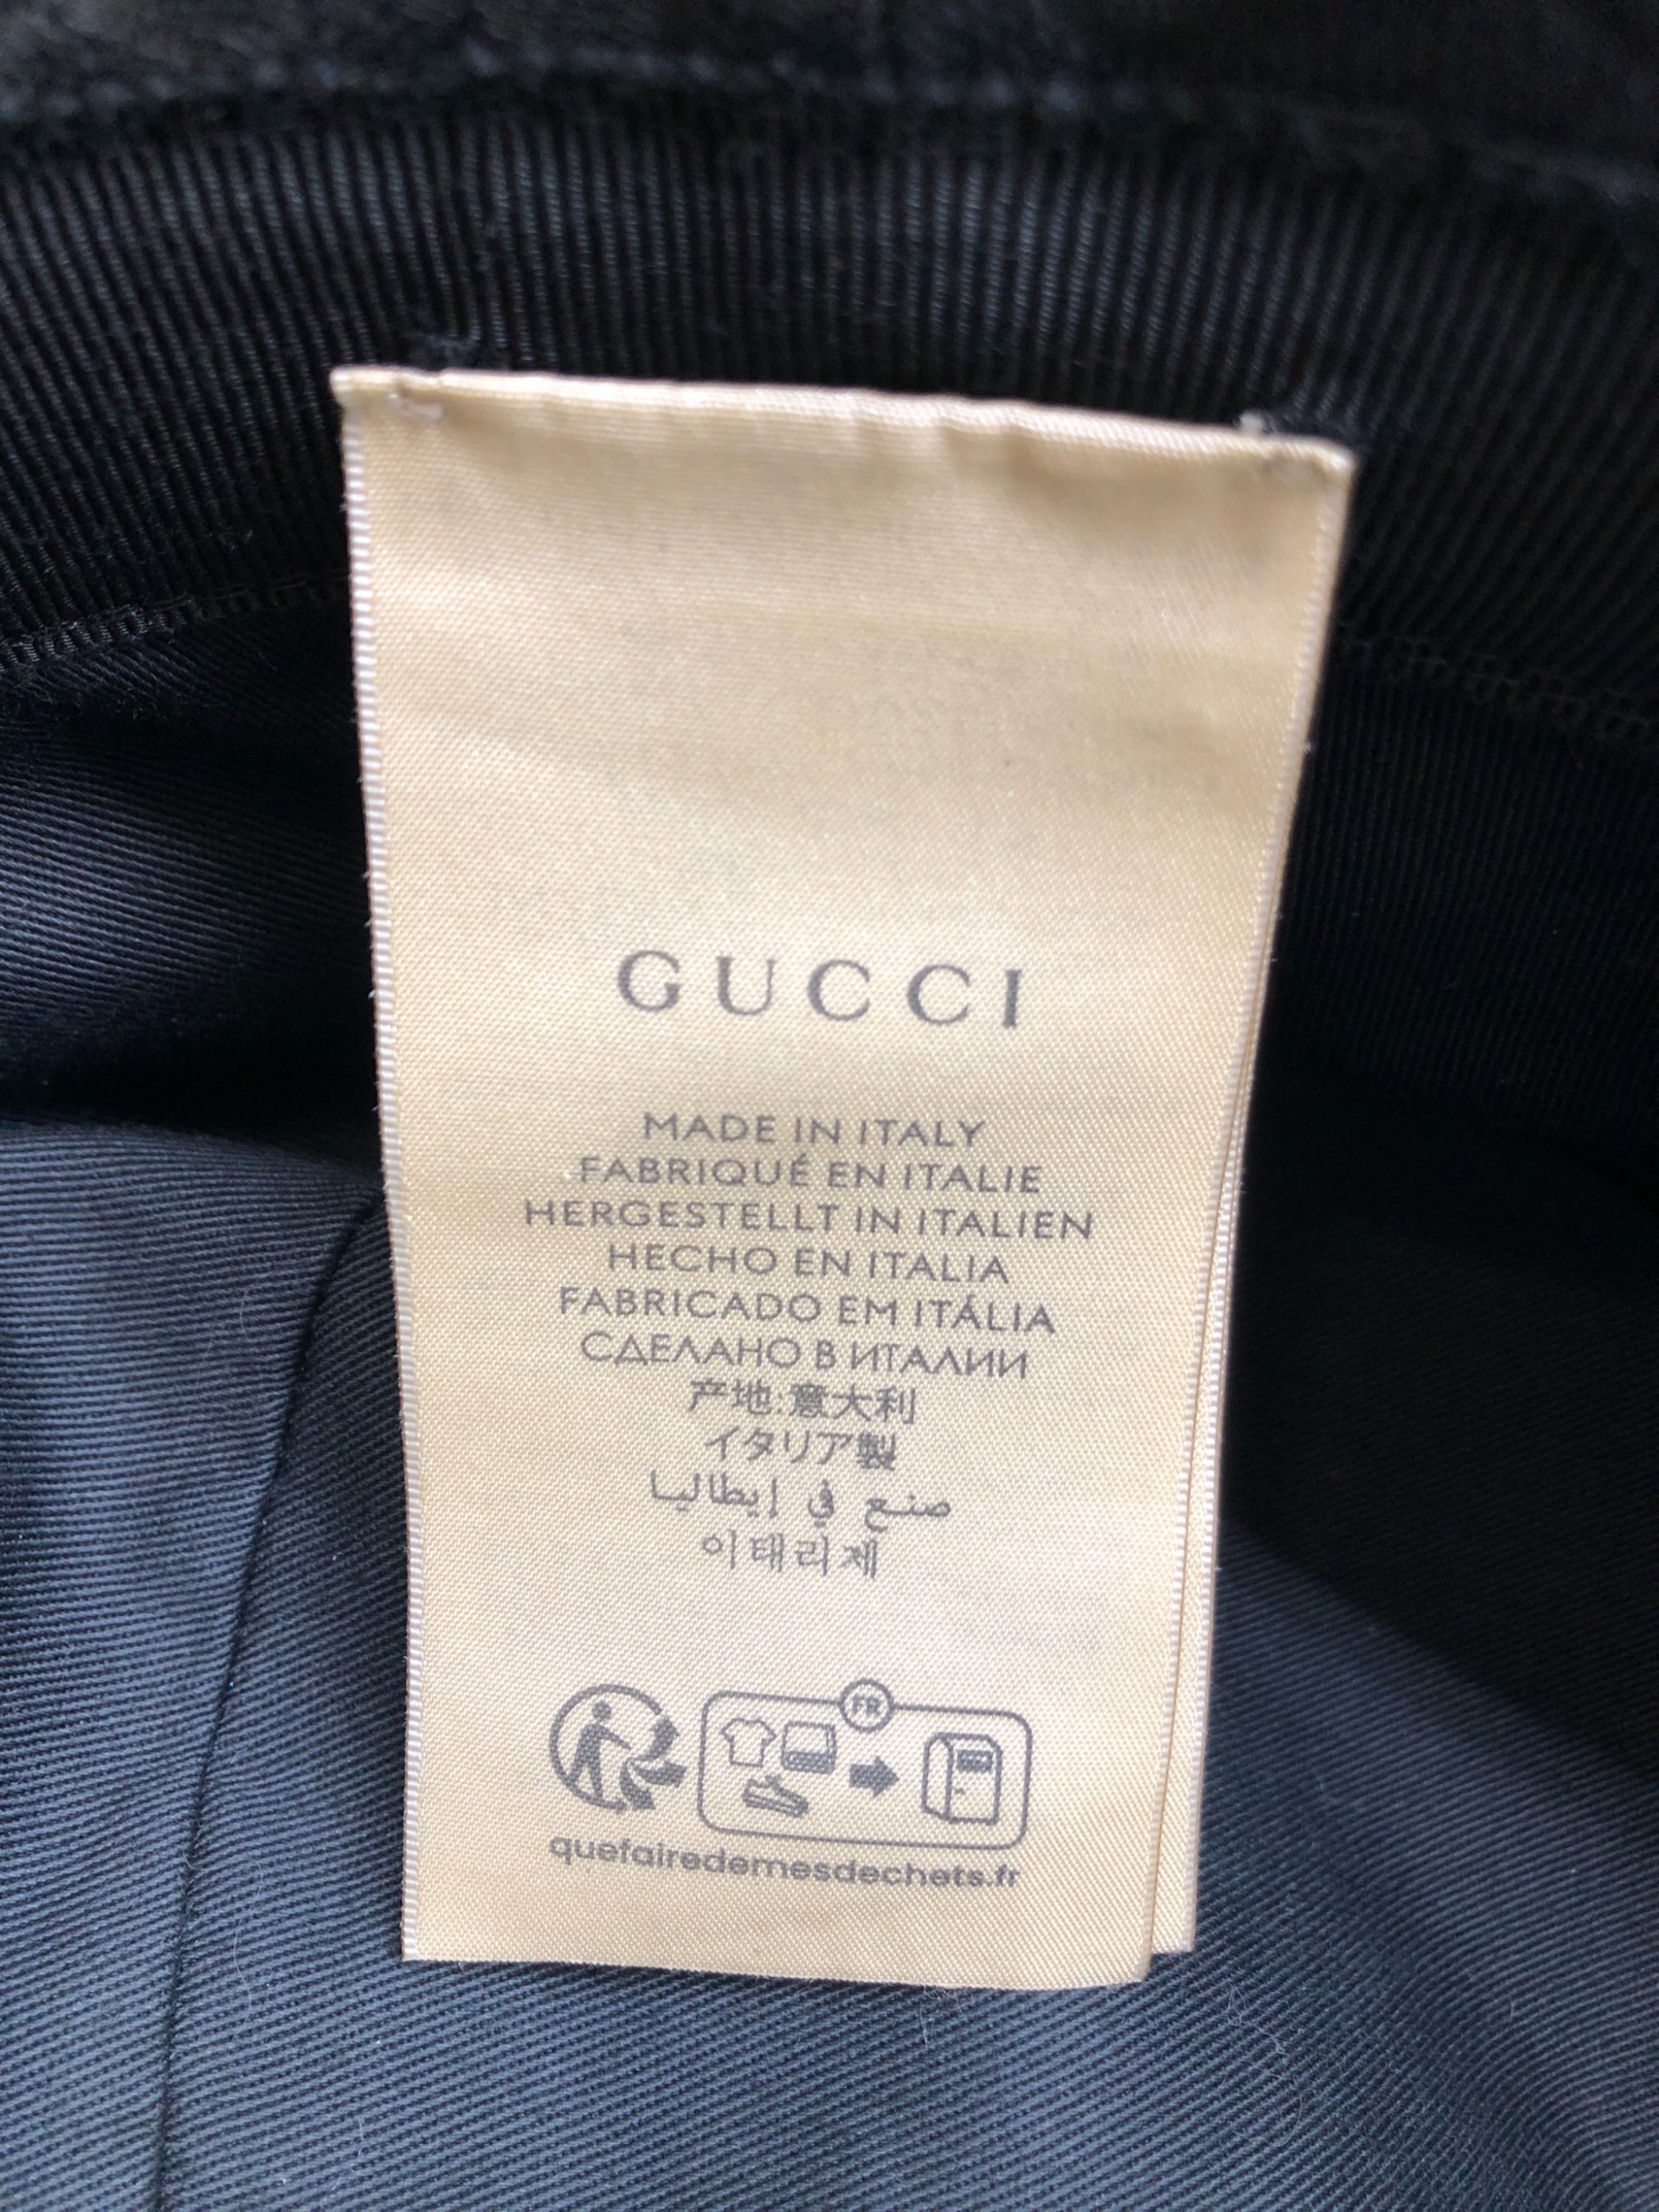 GUCCI
MADE IN ITALY
FABRIQUÉ EN ITALIE
HERGESTELLT IN ITALIEN
HECHO EN ITALIA
FABRICADO EM ITÁLIA
СДЕЛАНО В ИТАЛИИ
产地:意大利
イタリア製
صنع في إيطاليا
이태리제
FR
quefairedemesdechets.fr